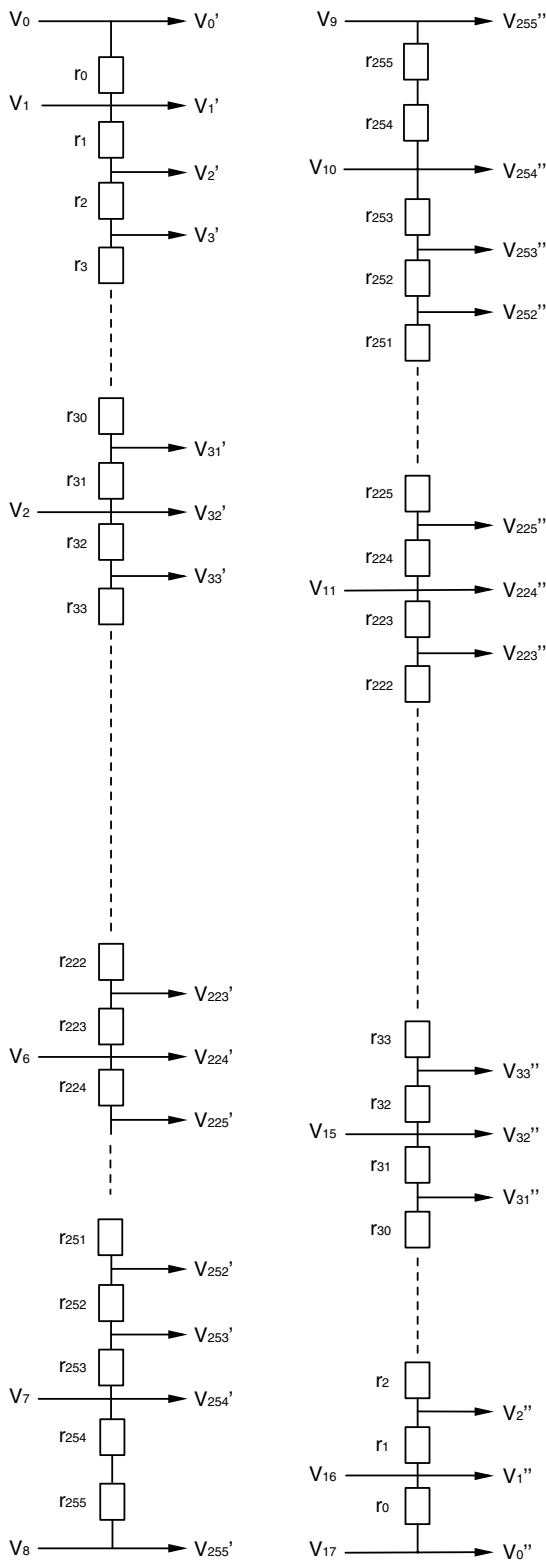 V0 V0'
r0
V1 V1'
r1
V2'
r2
V3'
r3
r30
V31'
r31
V2 V32'
r32
V33'
r33
r222
V223'
r223
V6 V224'
r224
V225'
r251
V252'
r252
V253'
r253
V7 V254'
r254
r255
V8 V255'
V9 V255''
r255
r254
V10 V254''
r253
V253''
r252
V252''
r251
r225
V225''
r224
V11 V224''
r223
V223''
r222
r33
V33''
r32
V15 V32''
r31
V31''
r30
r2
V2''
r1
V16 V1''
r0
V17 V0''